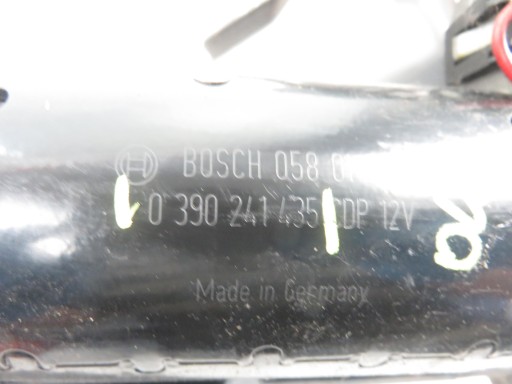 BOSCH 058
0 390 241 435 CDP 12V
Made in Germany